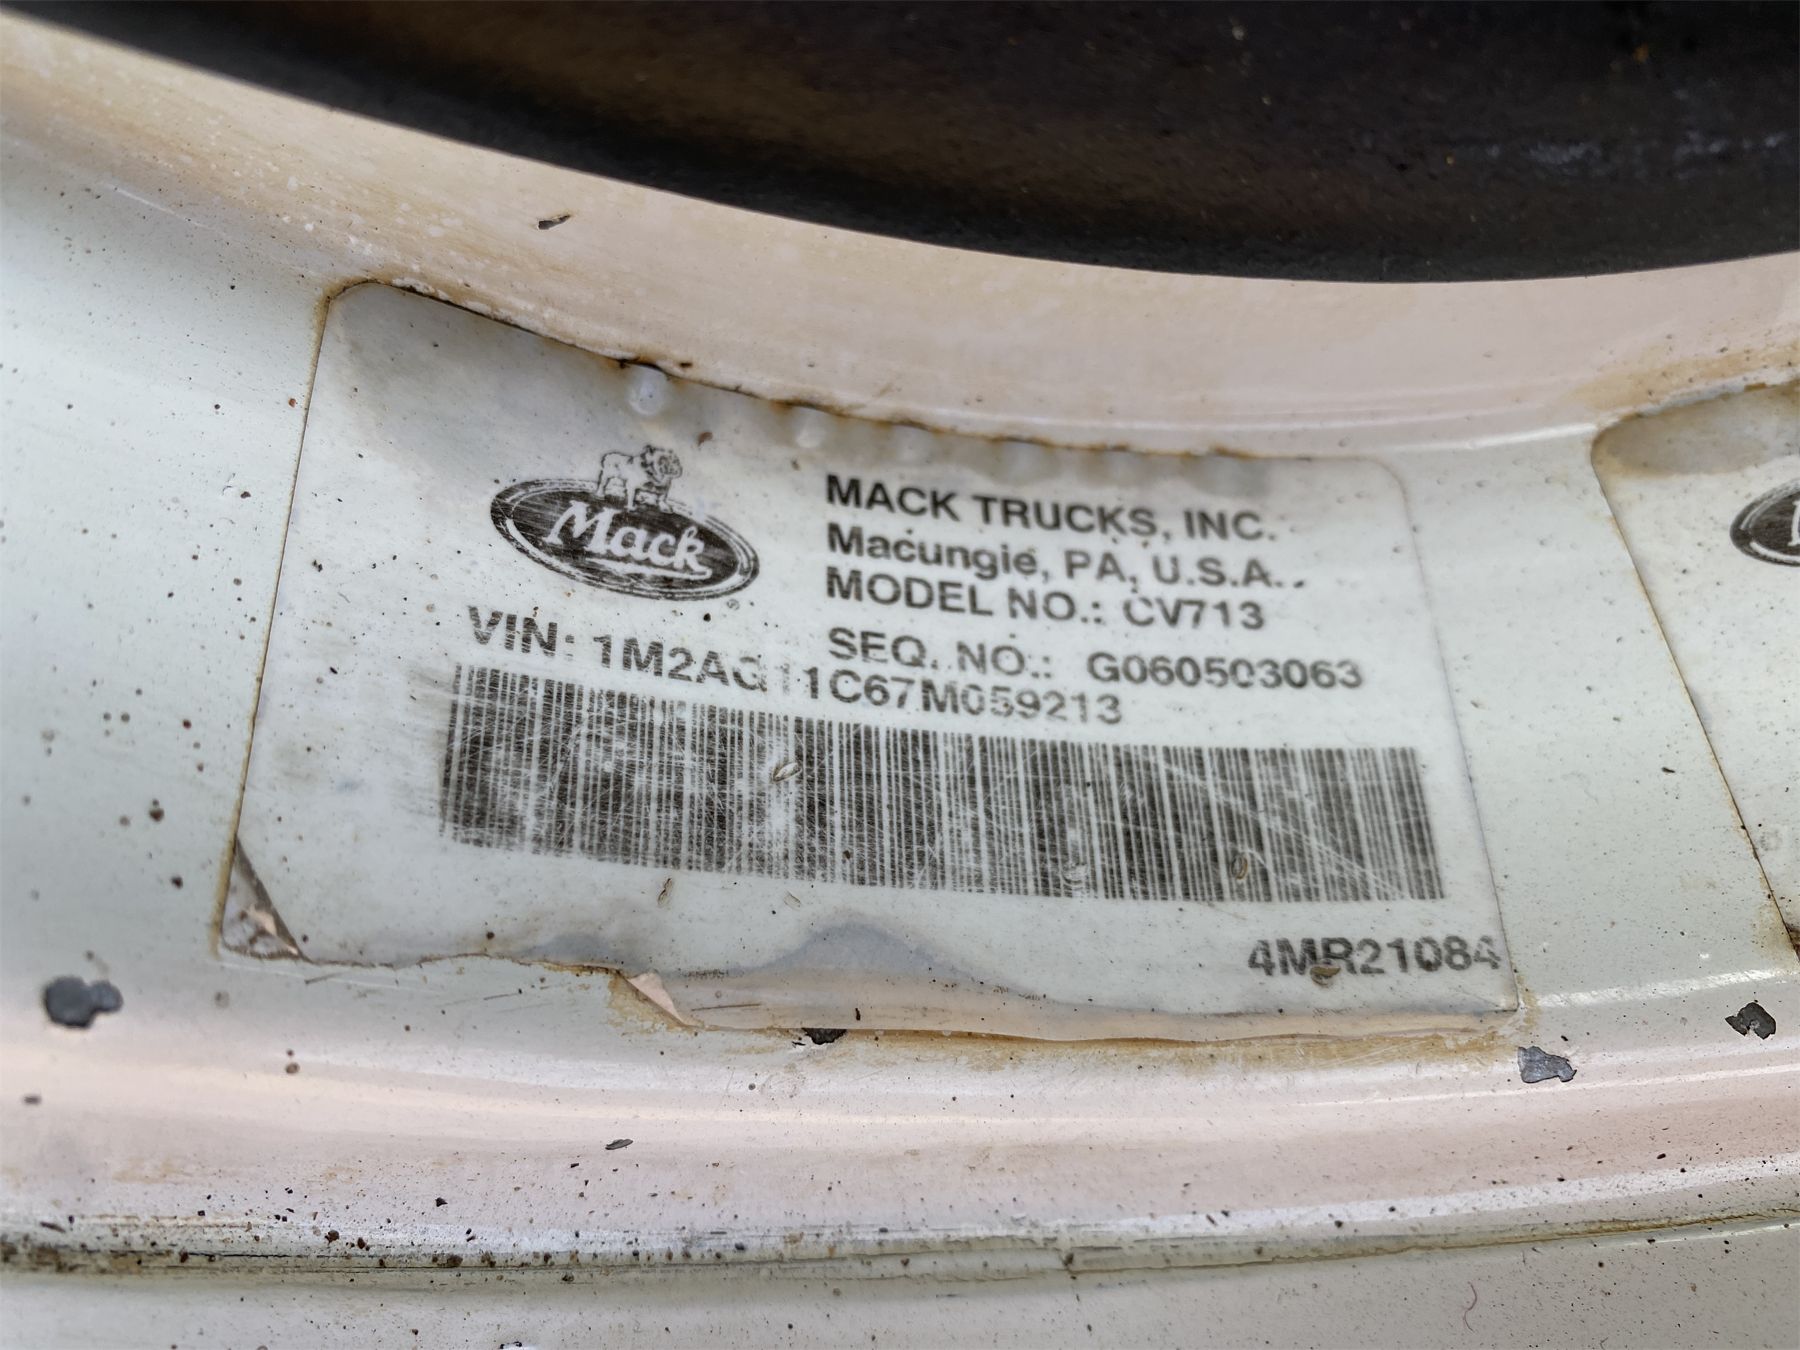 Mack
®
MACK TRUCKS, INC.
Macungie, PA, U.S.A.
MODEL NO.: CV713
SEQ. NO.: G060503063
VIN: 1M2AG11C67M059213
4MR21084